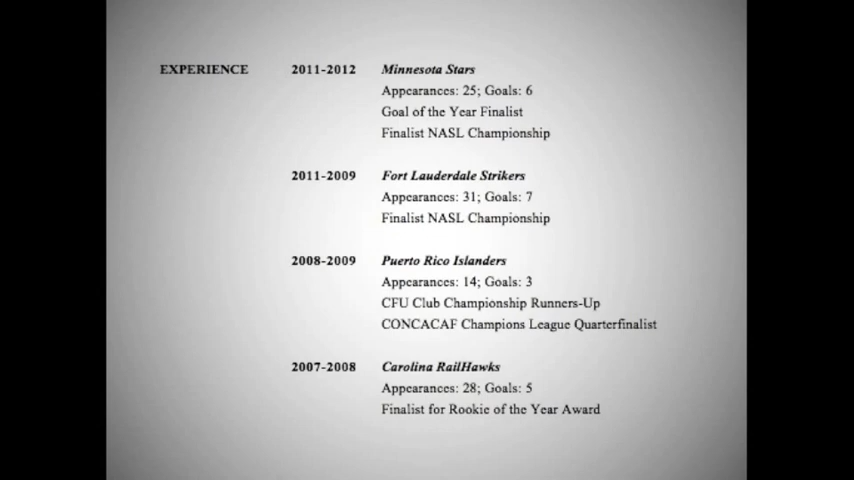 EXPERIENCE 2011-2012 Minnesota Stars
Appearances: 25; Goals: 6
Goal of the Year Finalist
Finalist NASL Championship
2011-2009 Fort Lauderdale Strikers
Appearances: 31; Goals: 7
Finalist NASL Championship
2008-2009 Puerto Rico Islanders
Appearances: 14; Goals: 3
CFU Club Championship Runners-Up
CONCACAF Champions League Quarterfinalist
2007-2008 Carolina RailHawks
Appearances: 28; Goals: 5
Finalist for Rookie of the Year Award